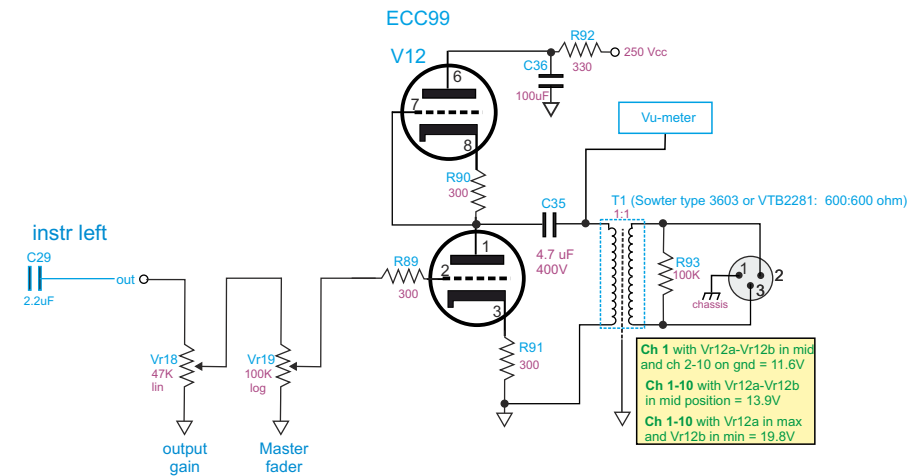 ECC99
V12
R92
250 Vcc
330
C36
100uF
6
7
8
Vu-meter
R90
300
C35
T1 (Sowter type 3603 or VTB2281: 600:600 ohm)
1:1
instr left
C29
out
2.2uF
4.7 uF
400V
1
2
3
R89
300
R93
100K
1
2
3
chassis
R91
300
Vr18
47K
lin
Vr19
100K
log
output
gain
Master
fader
Ch 1 with Vr12a-Vr12b in mid
and ch 2-10 on gnd = 11.6V
Ch 1-10 with Vr12a-Vr12b
in mid position = 13.9V
Ch 1-10 with Vr12a in max
and Vr12b in min = 19.8V